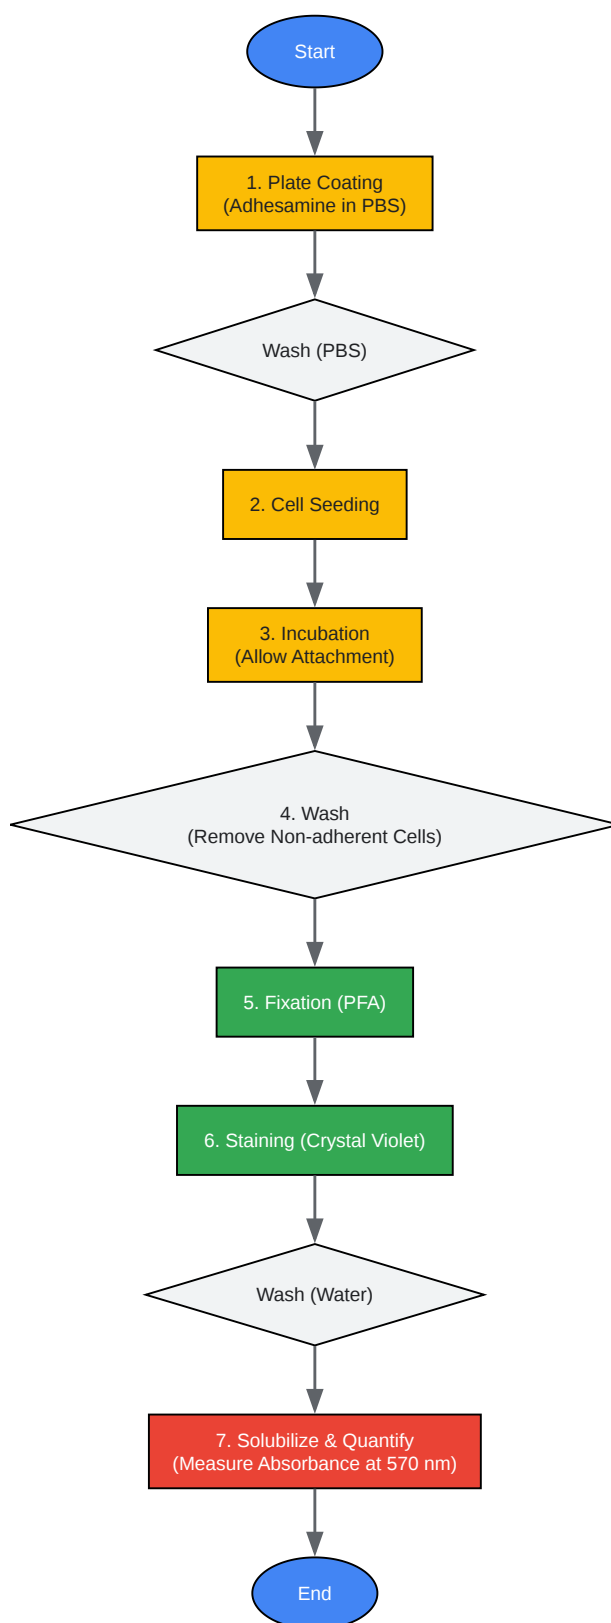 Start
1. Plate Coating
(Adhesamine in PBS)
Wash (PBS)
2. Cell Seeding
3. Incubation
(Allow Attachment)
4. Wash
(Remove Non-adherent Cells)
5. Fixation (PFA)
6. Staining (Crystal Violet)
Wash (Water)
7. Solubilize & Quantify
(Measure Absorbance at 570 nm)
End